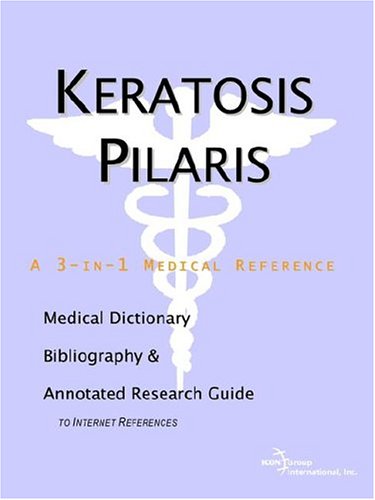 KERATOSIS
PILARIS
A 3-IN-1 MEDICAL REFERENCE
Medical Dictionary
Bibliography &
Annotated Research Guide
TO INTERNET REFERENCES
ICON Group
International, Inc.